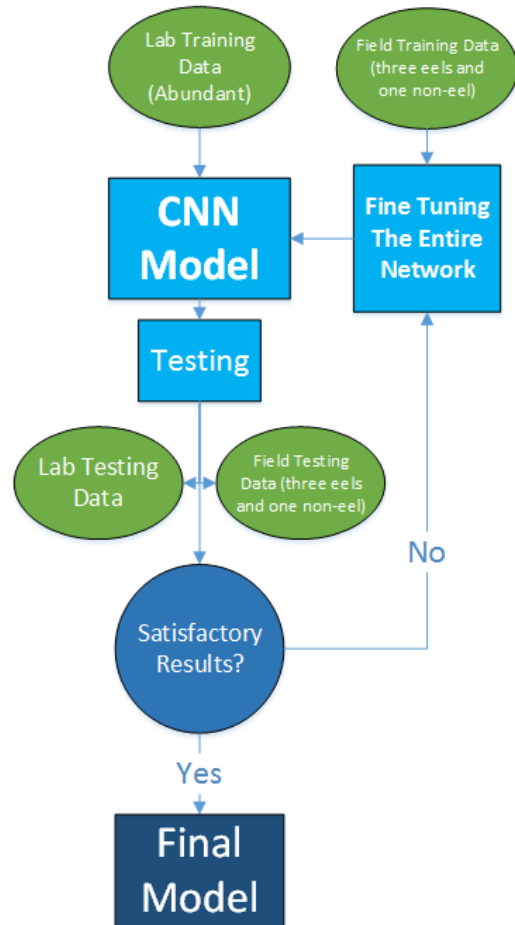 Lab Training
Data
(Abundant)
Field Training Data
(three eels and
one non-eel)
CNN
Model
Fine Tuning
The Entire
Network
Testing
Lab Testing
Data
Field Testing
Data (three eels
and one non-eel)
No
Satisfactory
Results?
Yes
Final
Model